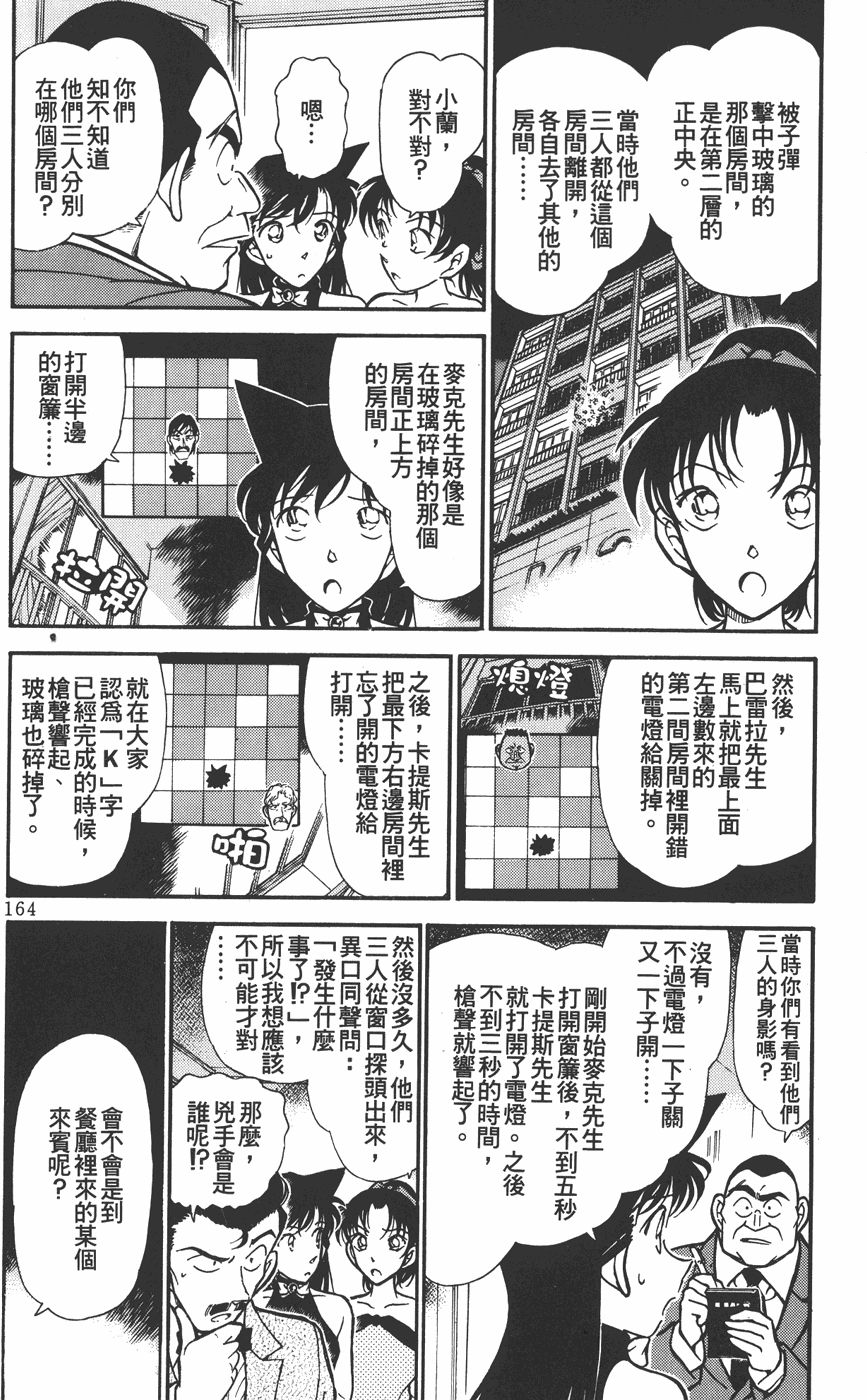 被子彈
擊中玻璃的
那個房間，
是在第二層的
正中央。
當時他們
三人都從這個
房間離開，
各自去了其他的
房間……
小蘭，
對不對？
嗯…
你們
知不知道
他們三人分別
在哪個房間？
麥克先生好像是
在玻璃碎掉的那個
房間正上方
的房間，
打開半邊
的窗簾……
拉開
然後，
巴雷拉先生
馬上就把最上面
左邊數來的
第二間房間裡開錯
的電燈給關掉。
熄燈
之後，卡提斯先生
把最下方右邊房間裡
忘了開的電燈給
打開……
啪
就在大家
認為「K」字
已經完成的時候，
槍聲響起、
玻璃也碎掉了。
164
當時你們有看到他們
三人的身影嗎？
沒有，
不過電燈一下子關
又一下子開……
剛開始麥克先生
打開窗簾後，不到五秒
卡提斯先生
就打開了電燈。之後
不到三秒的時間，
槍聲就響起了。
然後沒多久，他們
三人從窗口探頭出來，
異口同聲問：
「發生什麼
事了!?」，
所以我想應該
不可能才對
……
那麼，
兇手會是
誰呢!?
會不會是到
餐廳裡來的某個
來賓呢？